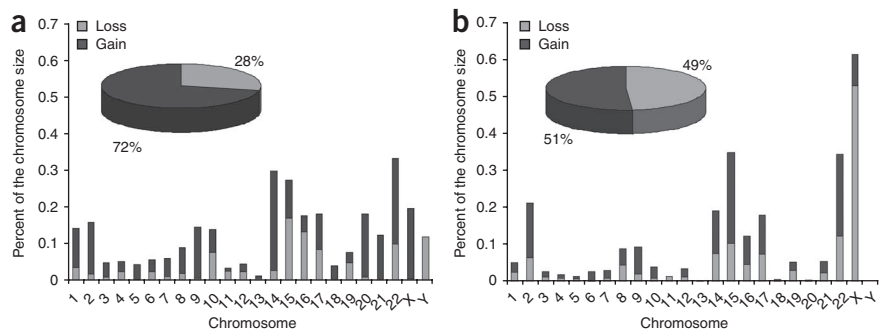 a
Loss
Gain
28%
72%
Percent of the chromosome size
0.7
0.6
0.5
0.4
0.3
0.2
0.1
0
1 2 3 4 5 6 7 8 9 10 11 12 13 14 15 16 17 18 19 20 21 22 X Y
Chromosome
b
Loss
Gain
49%
51%
Percent of the chromosome size
0.7
0.6
0.5
0.4
0.3
0.2
0.1
0
1 2 3 4 5 6 7 8 9 10 11 12 13 14 15 16 17 18 19 20 21 22 X Y
Chromosome